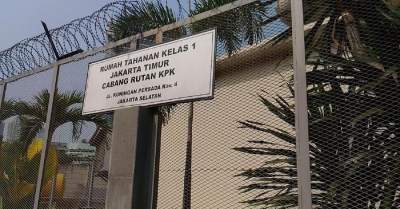 RUMAH TAHANAN KELAS 1
JAKARTA TIMUR
CABANG RUTAN KPK
JL. KUNINGAN PERSADA Kav. 4
JAKARTA SELATAN